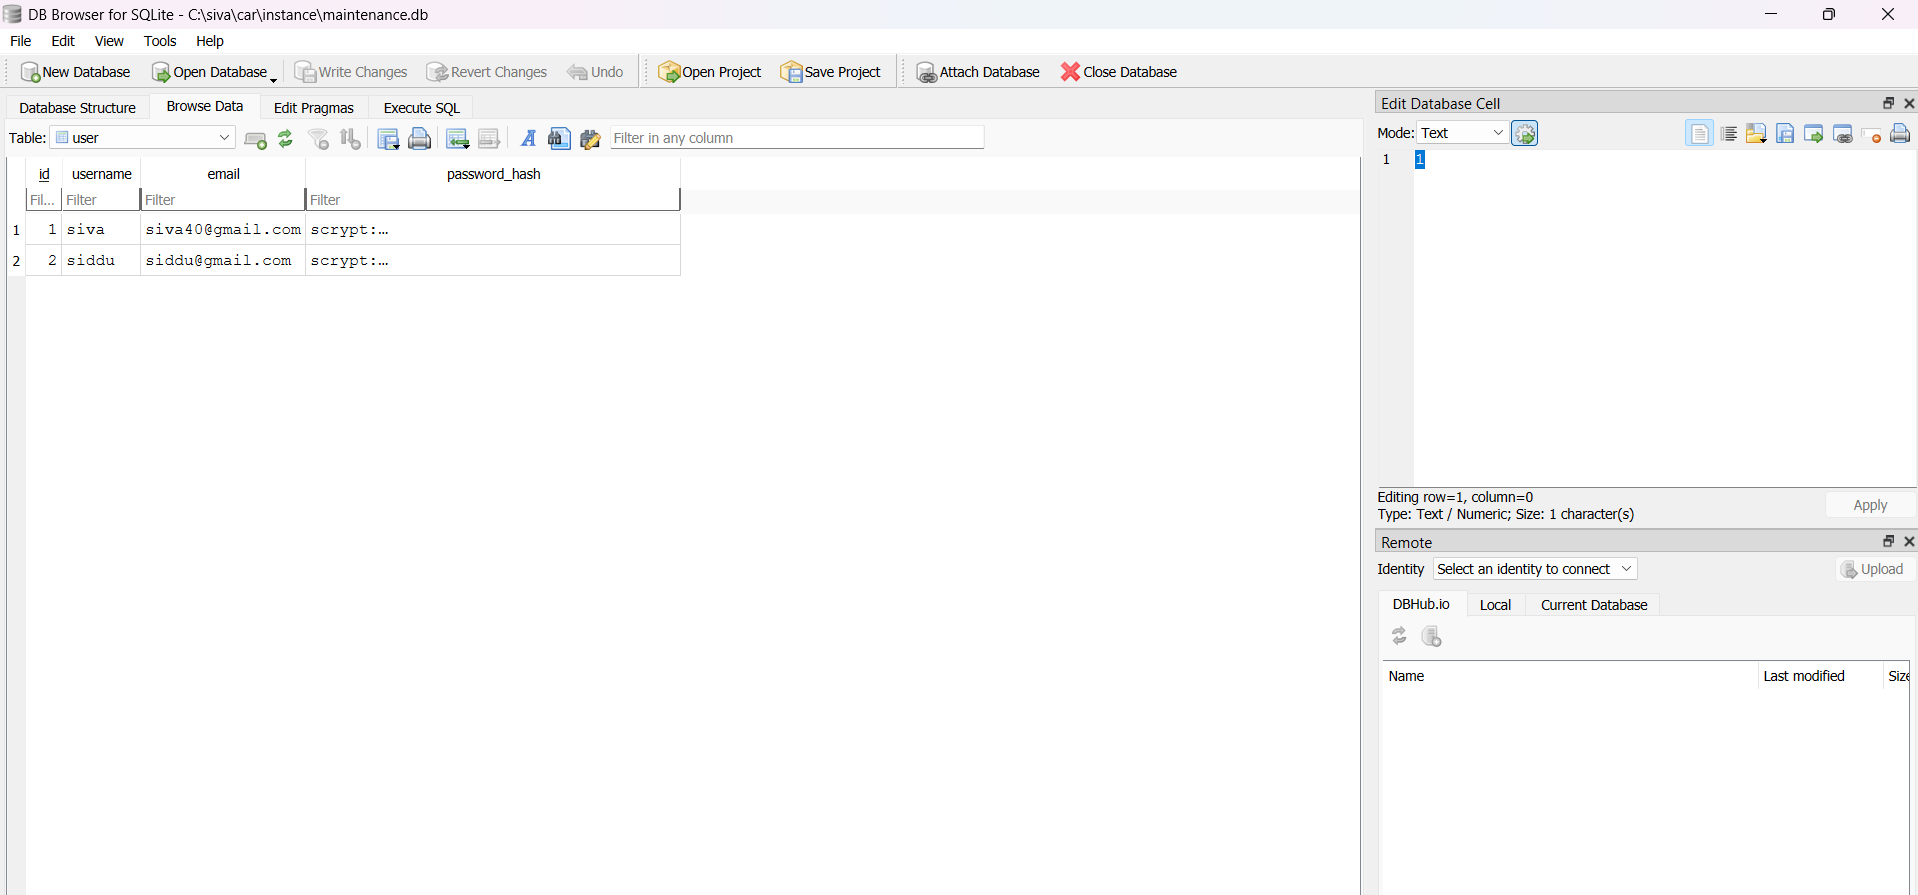 DB Browser for SQLite - C:\siva\car\instance\maintenance.db
File Edit View Tools Help
New Database Open Database Write Changes Revert Changes Undo Open Project Save Project Attach Database Close Database
Database Structure Browse Data Edit Pragmas Execute SQL
Table: user Filter in any column
id username email password_hash
Fil... Filter Filter Filter
1 1 siva siva40@gmail.com scrypt:…
2 2 siddu siddu@gmail.com scrypt:…
Edit Database Cell
Mode: Text
1 1
Editing row=1, column=0
Type: Text / Numeric; Size: 1 character(s)
Apply
Remote
Identity Select an identity to connect Upload
DBHub.io Local Current Database
Name Last modified Size